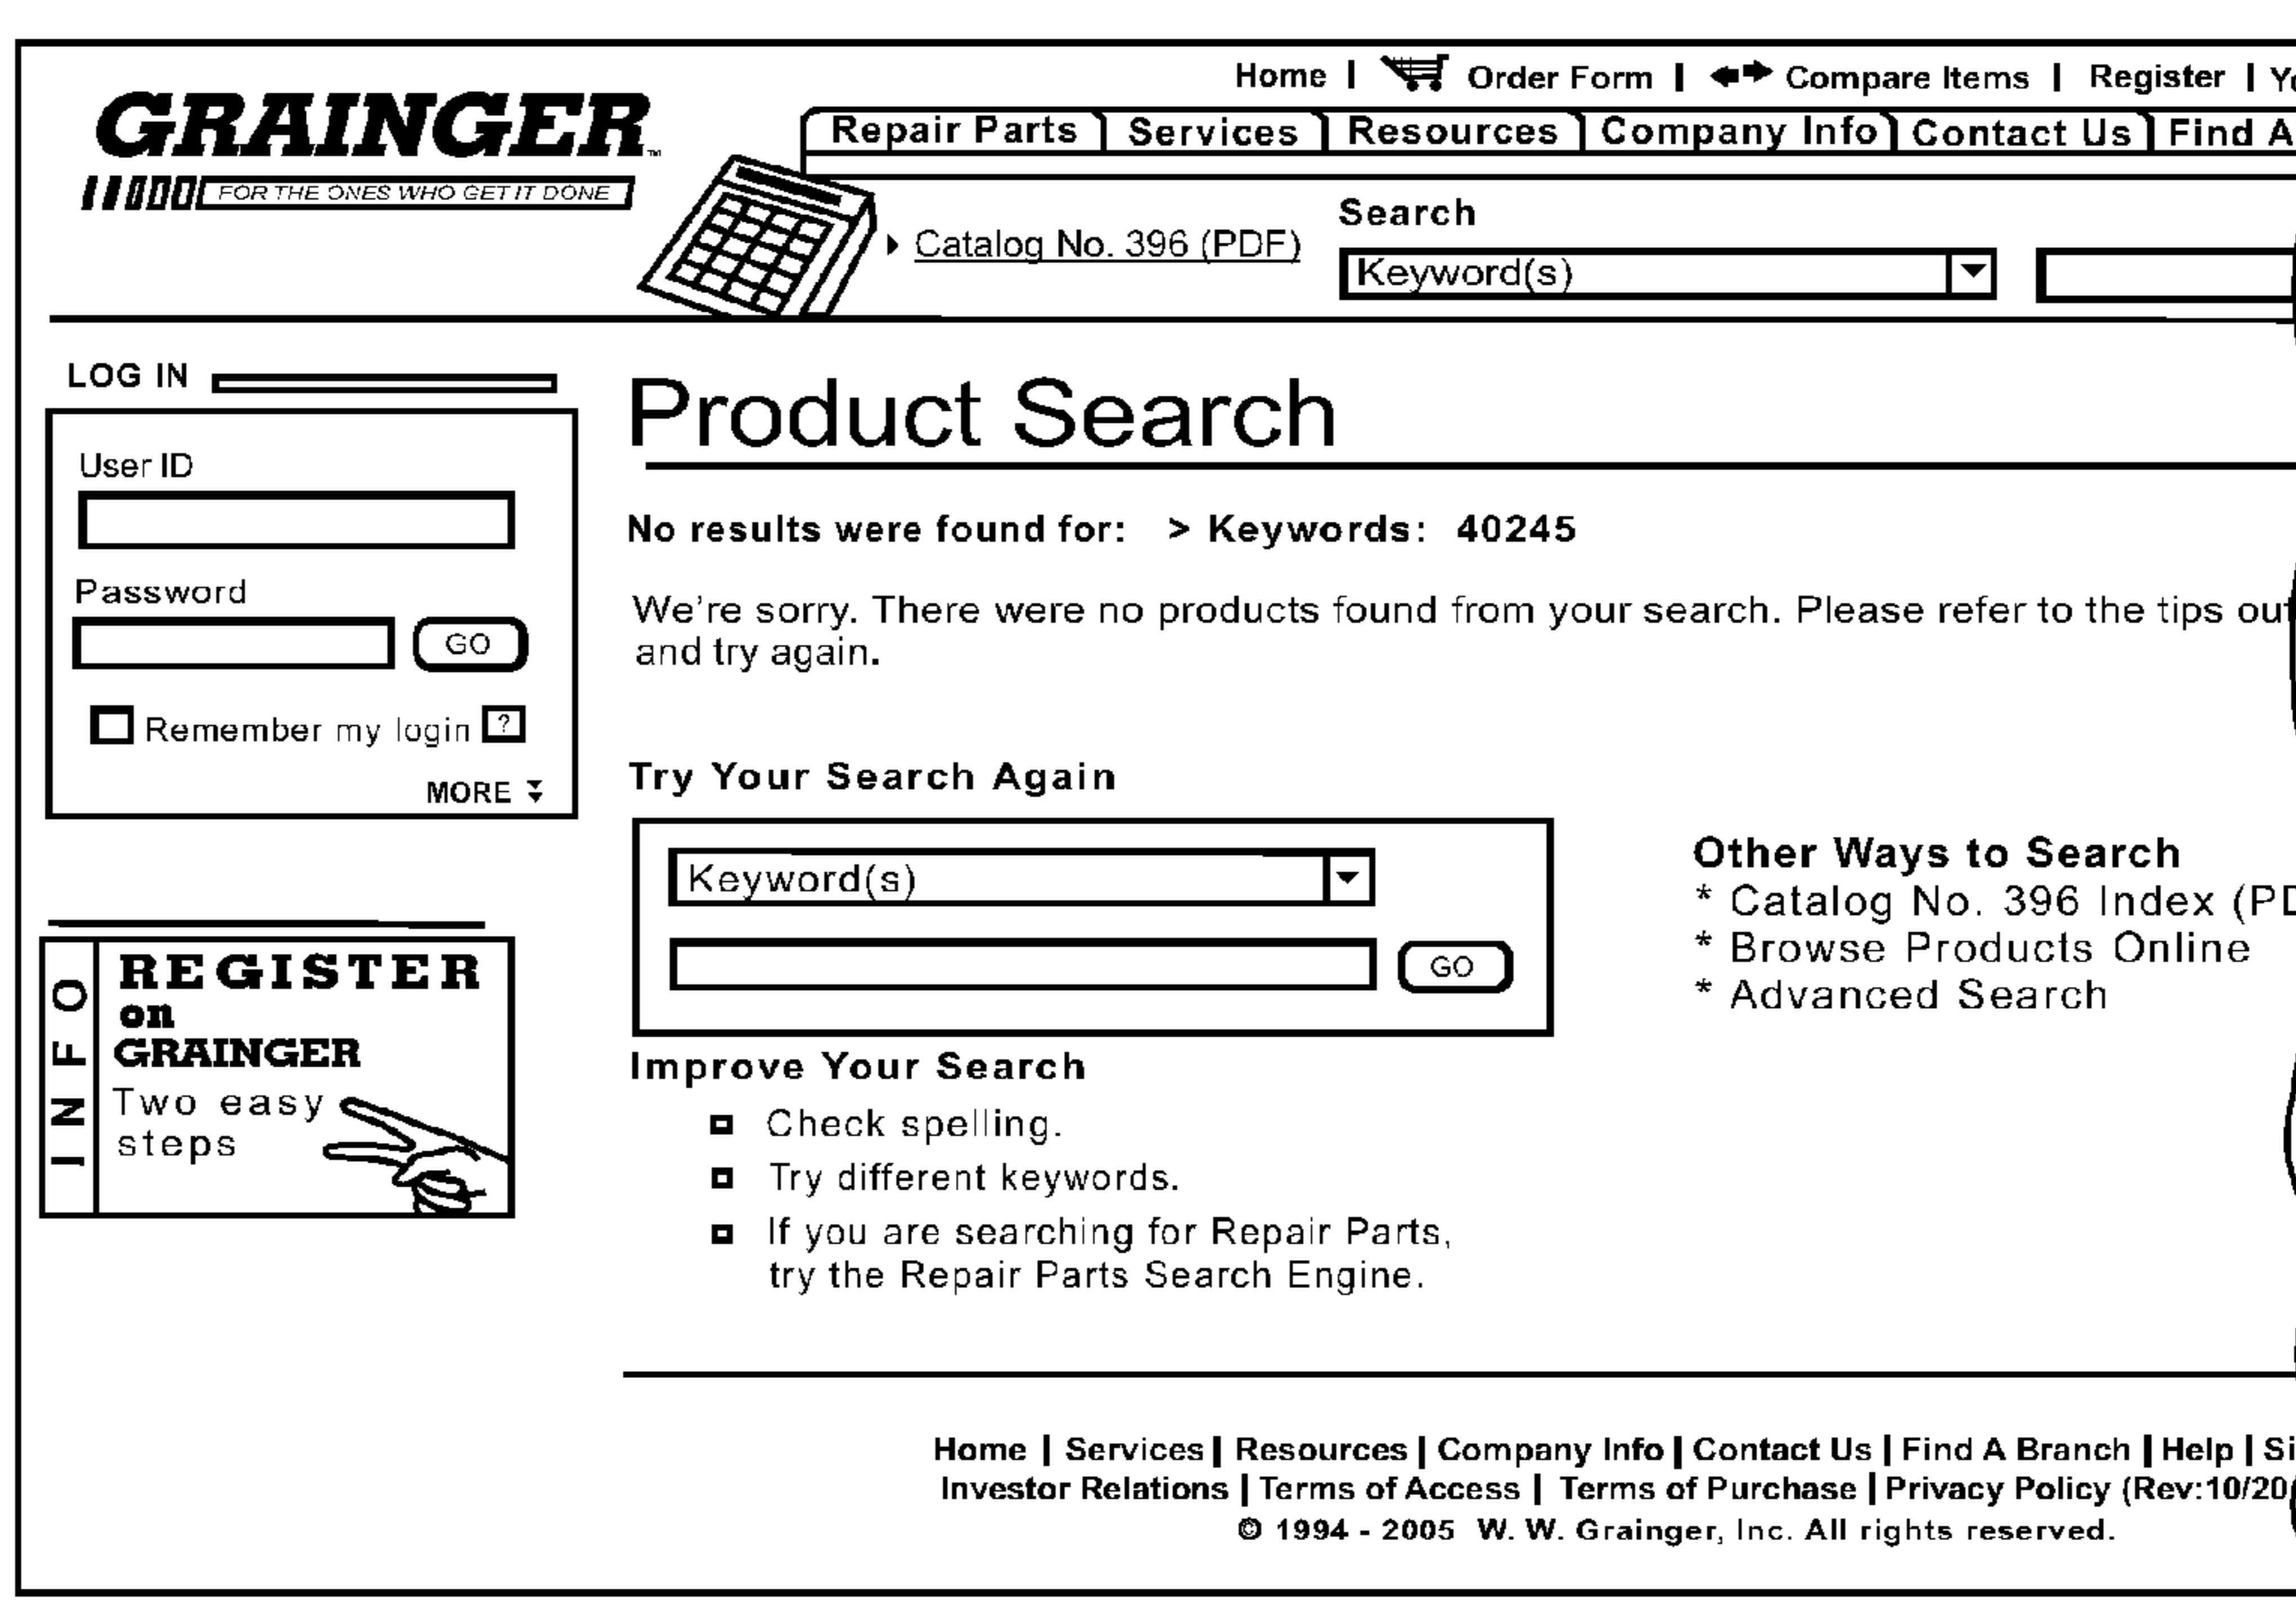 Home | Order Form | Compare Items | Register |
GRAINGER™
FOR THE ONES WHO GET IT DONE
Repair Parts Services Resources Company Info Contact Us Find A
Search
Catalog No. 396 (PDF)
Keyword(s)
LOG IN
User ID
Password
GO
Remember my login ?
MORE
INFO
REGISTER
on
GRAINGER
Two easy
steps
Product Search
No results were found for: > Keywords: 40245
We're sorry. There were no products found from your search. Please refer to the tips
and try again.
Try Your Search Again
Keyword(s)
GO
Other Ways to Search
* Catalog No. 396 Index
* Browse Products Online
* Advanced Search
Improve Your Search
Check spelling.
Try different keywords.
If you are searching for Repair Parts,
try the Repair Parts Search Engine.
Home | Services | Resources | Company Info | Contact Us | Find A Branch | Help |
Investor Relations | Terms of Access | Terms of Purchase | Privacy Policy (Rev:10/20
© 1994 - 2005 W. W. Grainger, Inc. All rights reserved.